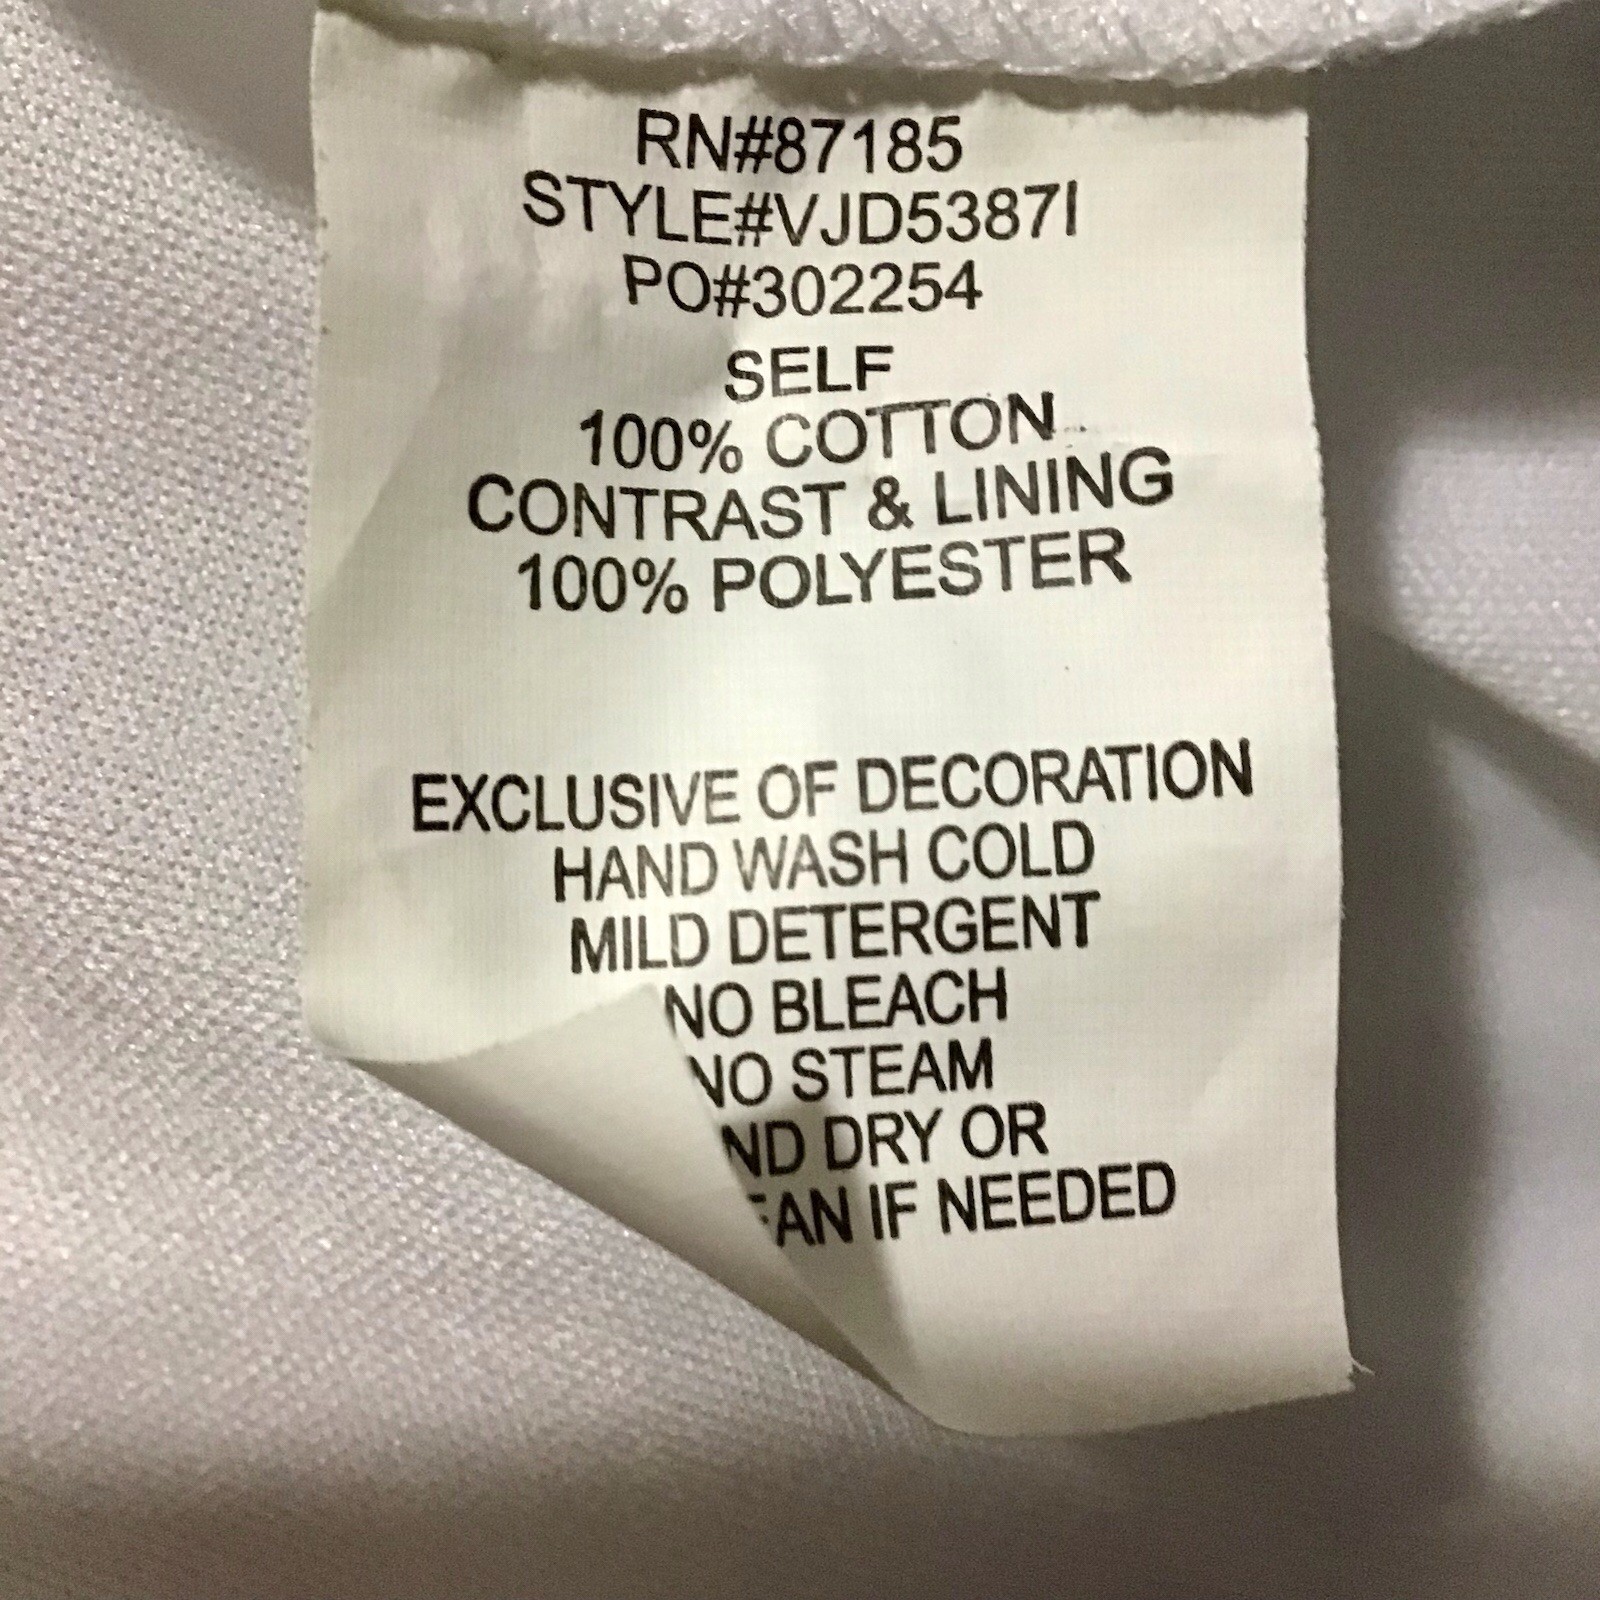 RN#87185
STYLE#VJD5387I
PO#302254
SELF
100% COTTON
CONTRAST & LINING
100% POLYESTER
EXCLUSIVE OF DECORATION
HAND WASH COLD
MILD DETERGENT
NO BLEACH
NO STEAM
DRY OR
IF NEEDED